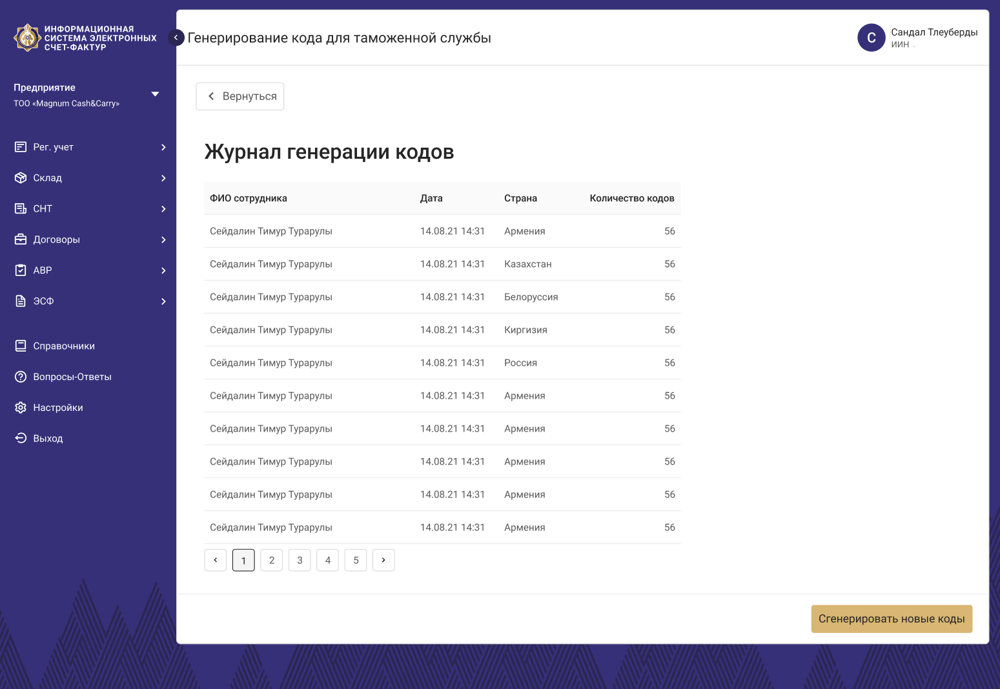 ИНФОРМАЦИОННАЯ
СИСТЕМА ЭЛЕКТРОННЫХ
СЧЕТ-ФАКТУР
Генерирование кода для таможенной службы
С
Сандал Тлеуберды
ИИН .
Предприятие
ТОО «Magnum Cash&Carry»
Рег. учет
Склад
СНТ
Договоры
АВР
ЭСФ
Справочники
Вопросы-Ответы
Настройки
Выход
Вернуться
Журнал генерации кодов
ФИО сотрудника Дата Страна Количество кодов
Сейдалин Тимур Турарулы 14.08.21 14:31 Армения 56
Сейдалин Тимур Турарулы 14.08.21 14:31 Казахстан 56
Сейдалин Тимур Турарулы 14.08.21 14:31 Белоруссия 56
Сейдалин Тимур Турарулы 14.08.21 14:31 Киргизия 56
Сейдалин Тимур Турарулы 14.08.21 14:31 Россия 56
Сейдалин Тимур Турарулы 14.08.21 14:31 Армения 56
Сейдалин Тимур Турарулы 14.08.21 14:31 Армения 56
Сейдалин Тимур Турарулы 14.08.21 14:31 Армения 56
Сейдалин Тимур Турарулы 14.08.21 14:31 Армения 56
Сейдалин Тимур Турарулы 14.08.21 14:31 Армения 56
1 2 3 4 5
Сгенерировать новые коды